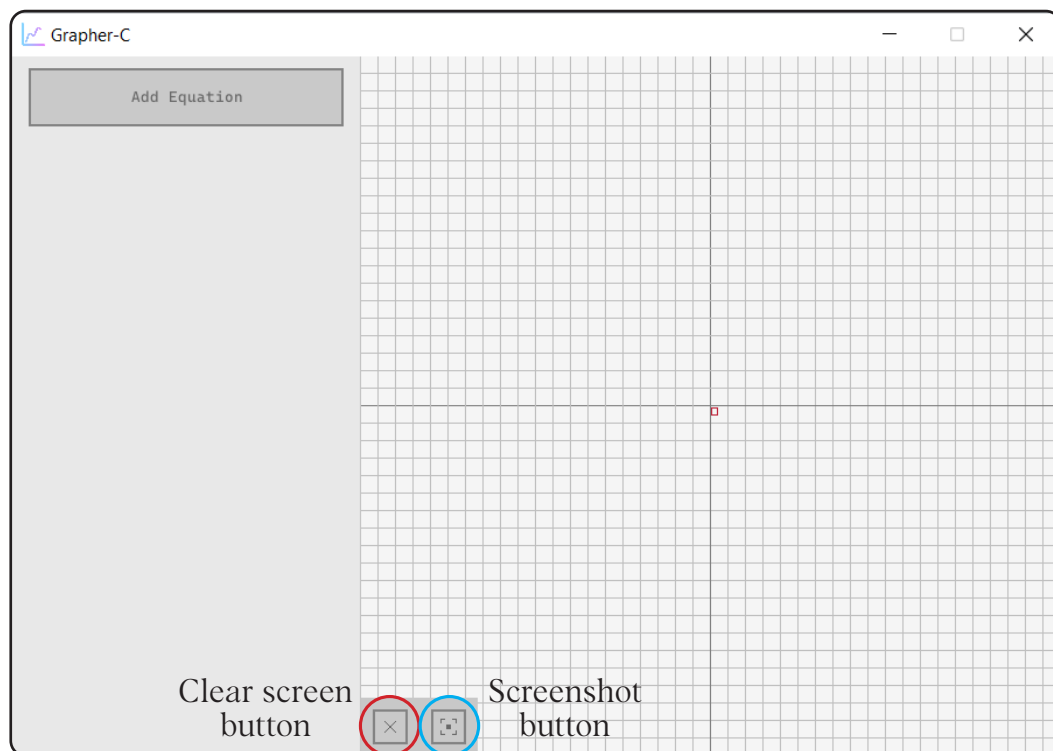 Grapher-C
Add Equation
Clear screen
button
Screenshot
button